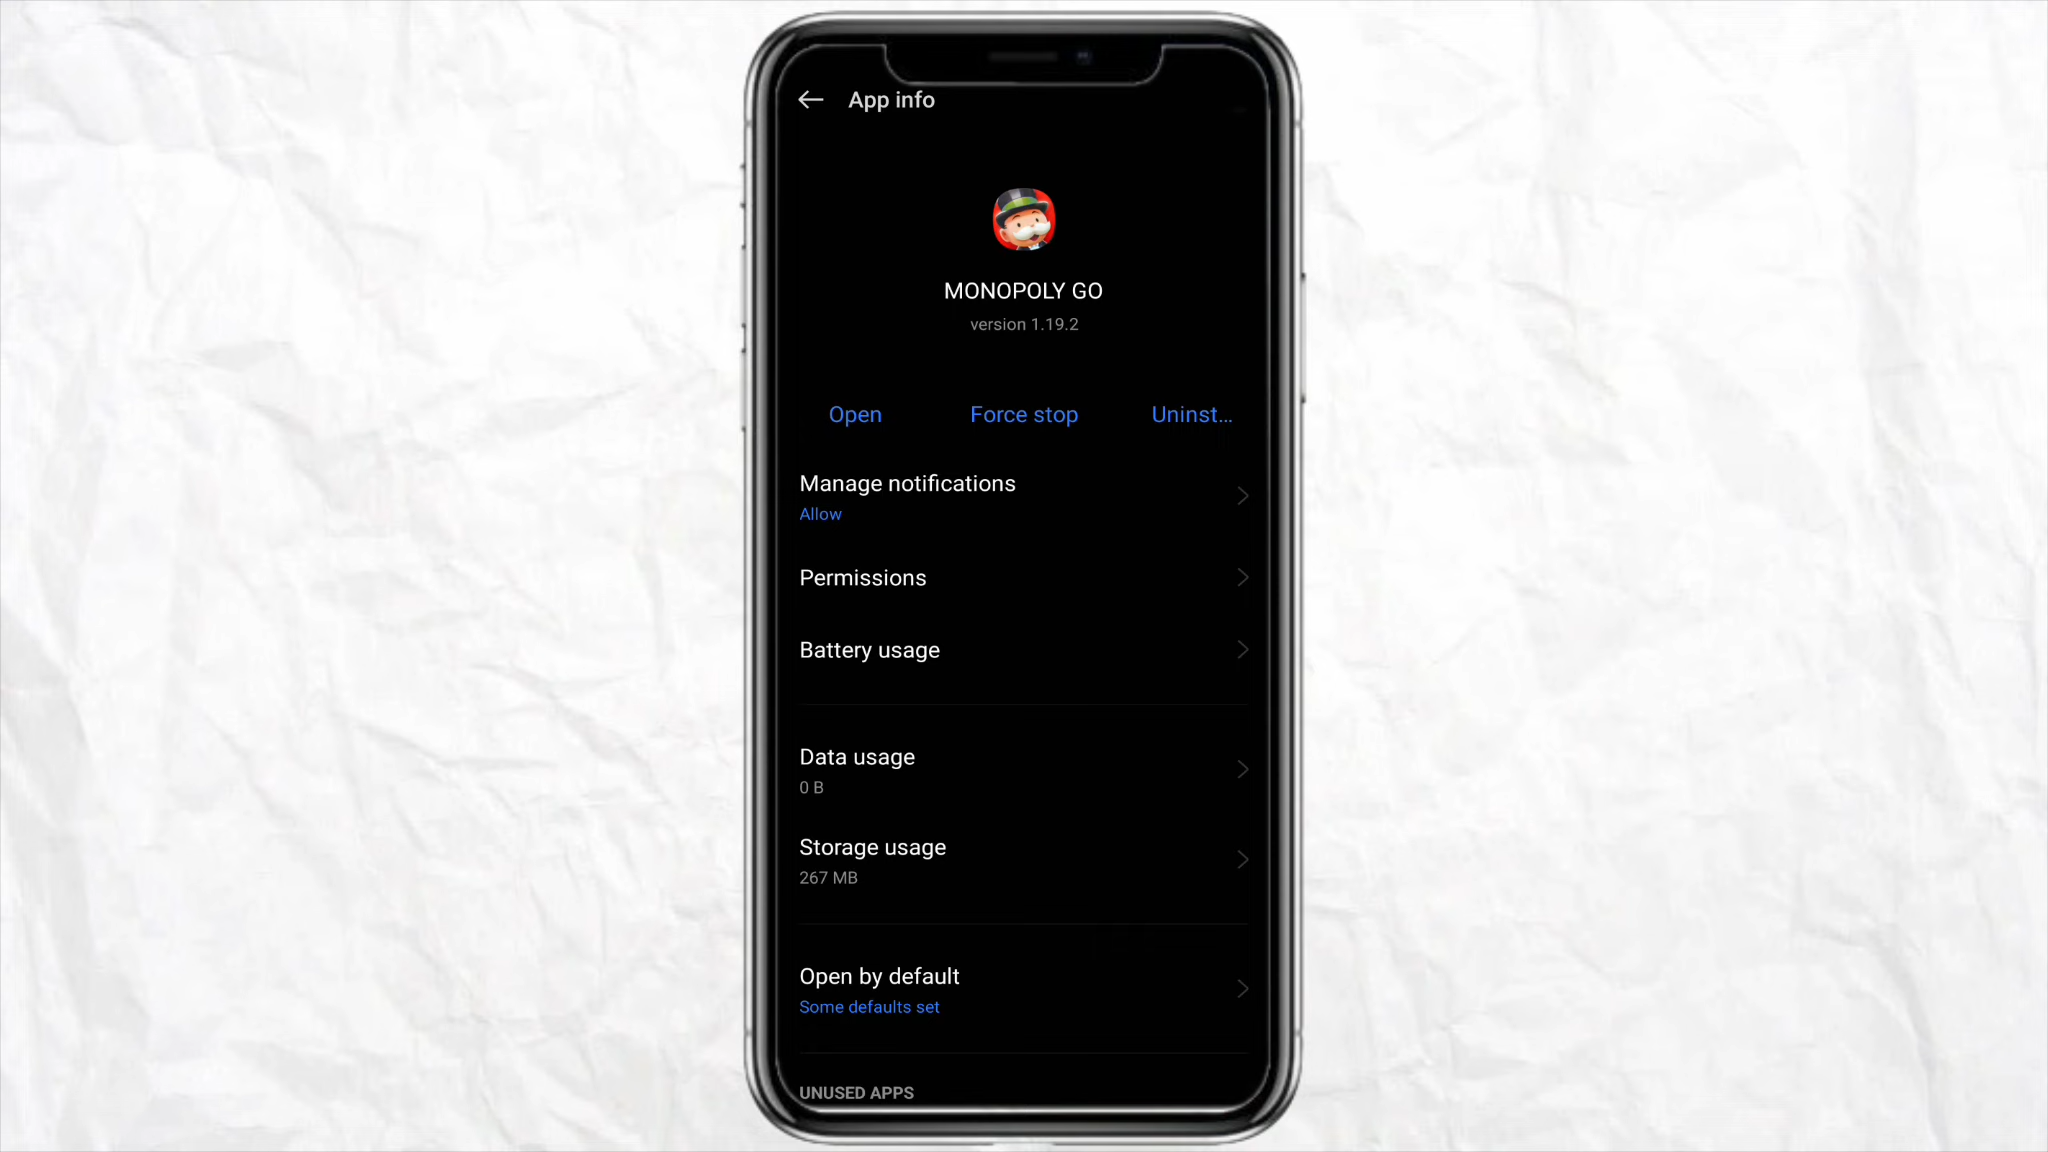 App info
MONOPOLY GO
version 1.19.2
Open
Force stop
Uninst...
Manage notifications
Allow
Permissions
Battery usage
Data usage
0 B
Storage usage
267 MB
Open by default
Some defaults set
UNUSED APPS